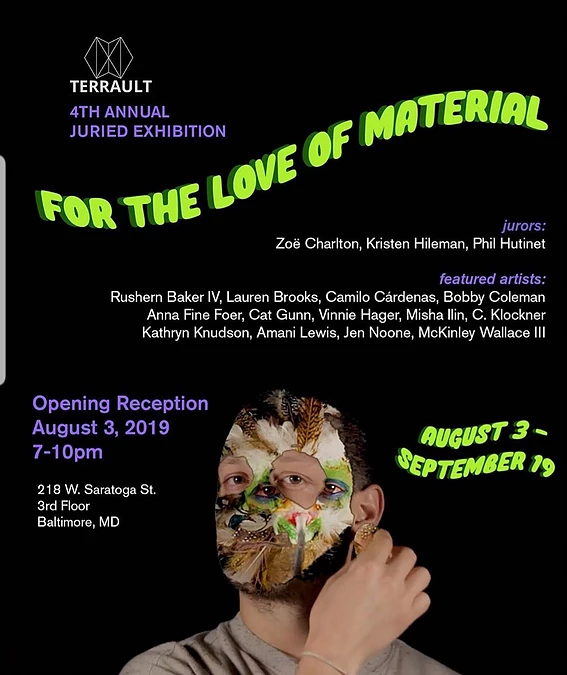 TERRAULT
4TH ANNUAL
JURIED EXHIBITION
FOR THE LOVE OF MATERIAL
jurors:
Zoë Charlton, Kristen Hileman, Phil Hutinet
featured artists:
Rushern Baker IV, Lauren Brooks, Camilo Cárdenas, Bobby Coleman
Anna Fine Foer, Cat Gunn, Vinnie Hager, Misha Ilin, C. Klockner
Kathryn Knudson, Amani Lewis, Jen Noone, McKinley Wallace III
Opening Reception
August 3, 2019
7-10pm
218 W. Saratoga St.
3rd Floor
Baltimore, MD
AUGUST 3 -
SEPTEMBER 19